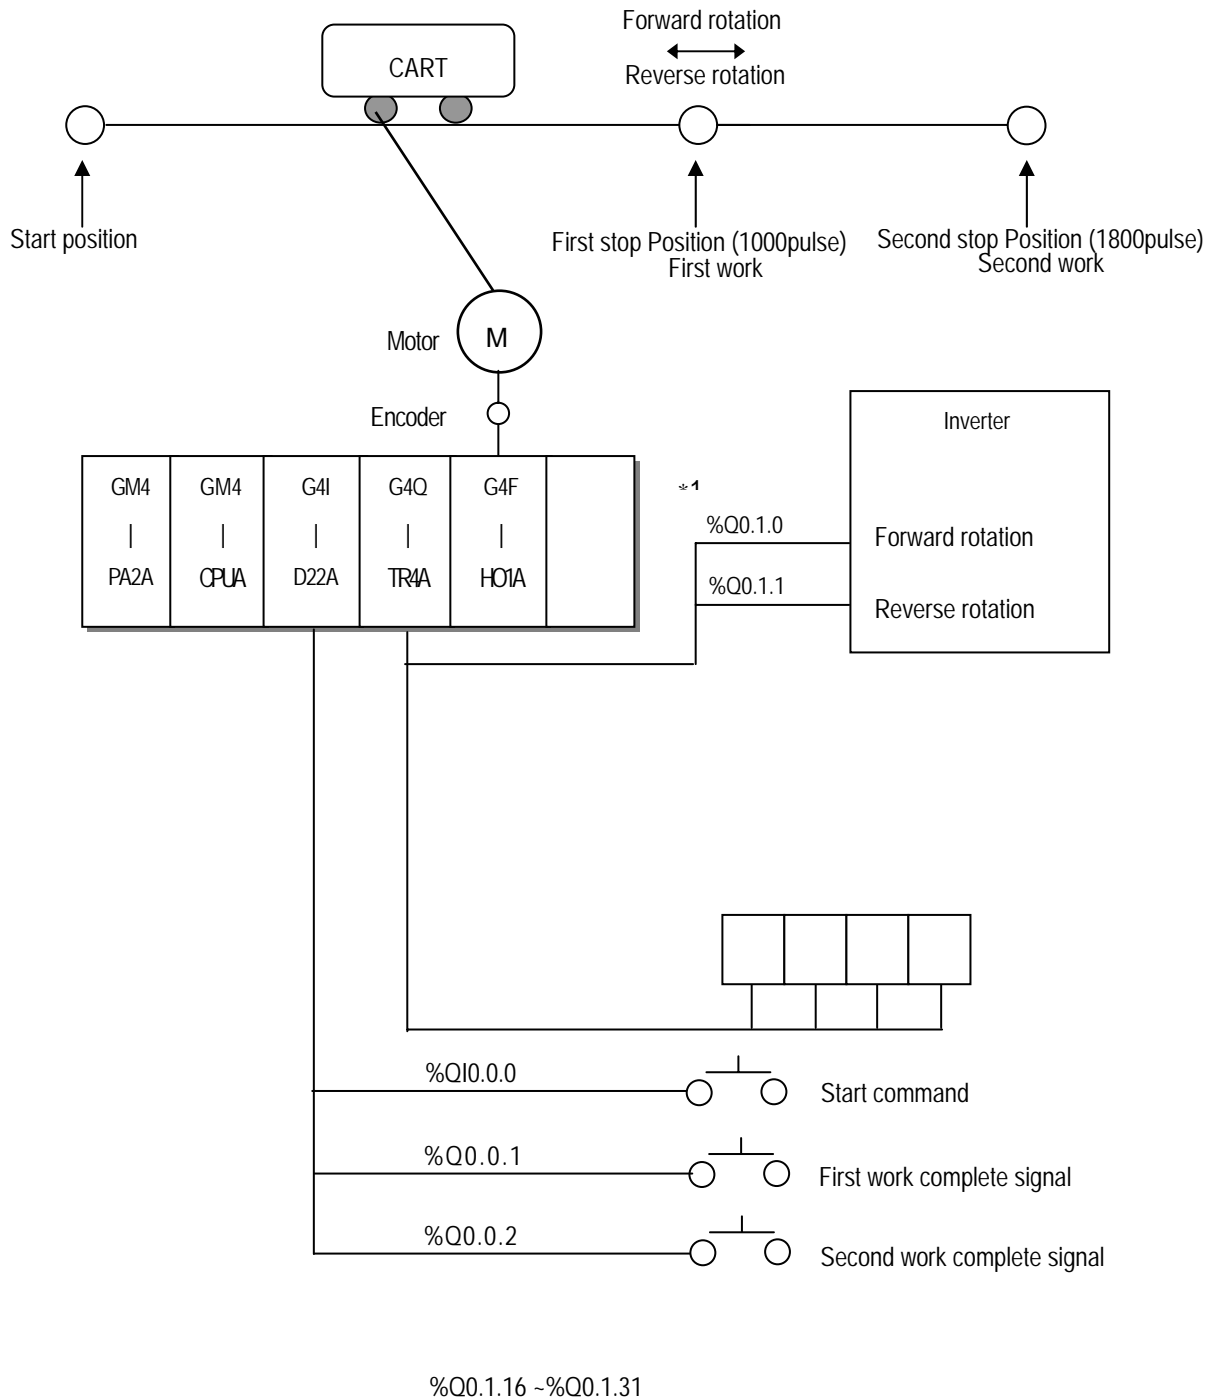 Forward rotation
CART
Reverse rotation
Start position
First stop Position (1000pulse)
First work
Second stop Position (1800pulse)
Second work
Motor
M
Encoder
Inverter
GM4
|
PA2A
GM4
|
CPUA
G4I
|
D22A
G4Q
|
TR4A
G4F
|
HO1A
*1
%Q0.1.0
Forward rotation
%Q0.1.1
Reverse rotation
%QI0.0.0
Start command
%Q0.0.1
First work complete signal
%Q0.0.2
Second work complete signal
%Q0.1.16 ~%Q0.1.31